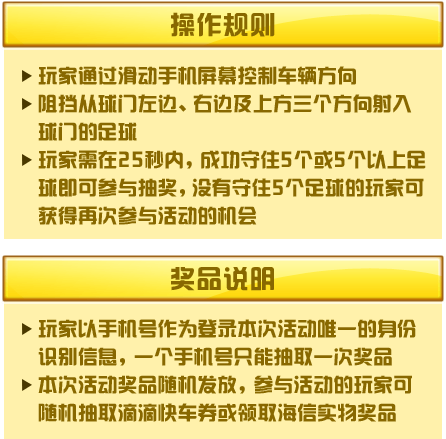 操作规则
玩家通过滑动手机屏幕控制车辆方向
阻挡从球门左边、右边及上方三个方向射入
球门的足球
玩家需在25秒内，成功守住5个或5个以上足
球即可参与抽奖，没有守住5个足球的玩家可
获得再次参与活动的机会
奖品说明
玩家以手机号作为登录本次活动唯一的身份
识别信息，一个手机号只能抽取一次奖品
本次活动奖品随机发放，参与活动的玩家可
随机抽取滴滴快车券或领取海信实物奖品